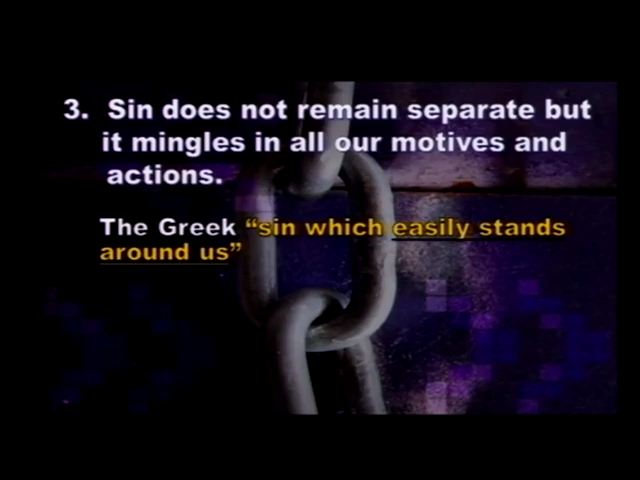 3. Sin does not remain separate but
it mingles in all our motives and
actions.
The Greek “sin which easily stands
around us”